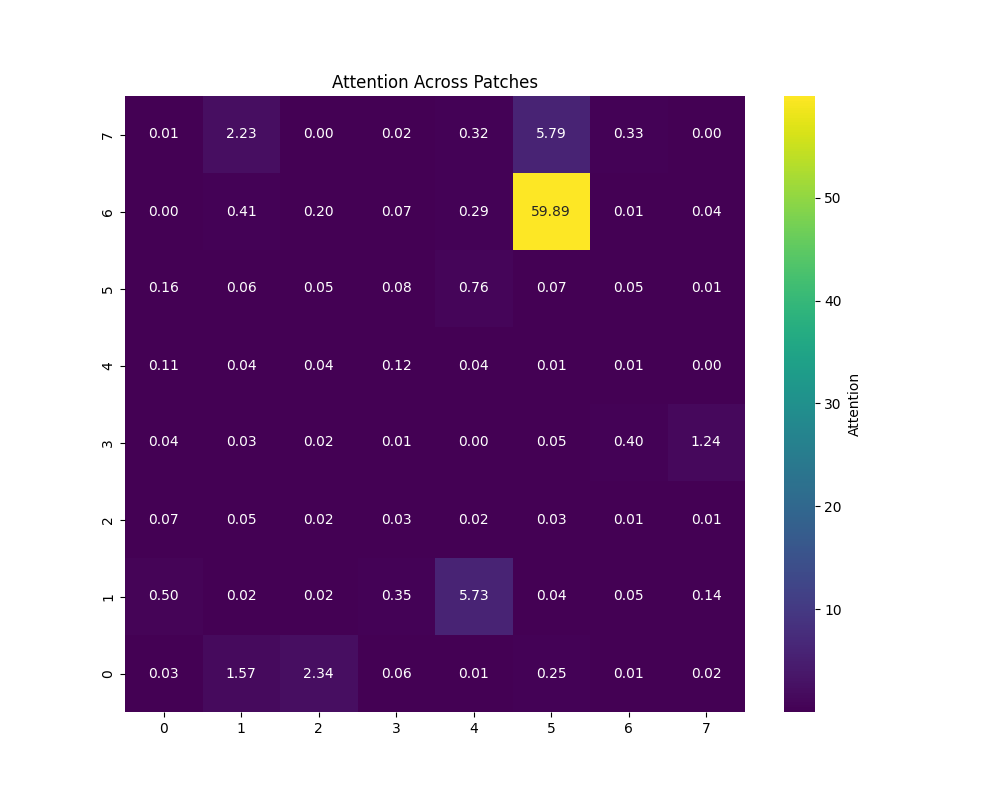 Attention Across Patches
7 0.01 2.23 0.00 0.02 0.32 5.79 0.33 0.00
6 0.00 0.41 0.20 0.07 0.29 59.89 0.01 0.04
5 0.16 0.06 0.05 0.08 0.76 0.07 0.05 0.01
4 0.11 0.04 0.04 0.12 0.04 0.01 0.01 0.00
3 0.04 0.03 0.02 0.01 0.00 0.05 0.40 1.24
2 0.07 0.05 0.02 0.03 0.02 0.03 0.01 0.01
1 0.50 0.02 0.02 0.35 5.73 0.04 0.05 0.14
0 0.03 1.57 2.34 0.06 0.01 0.25 0.01 0.02
0 1 2 3 4 5 6 7
50
40
30
20
10
Attention